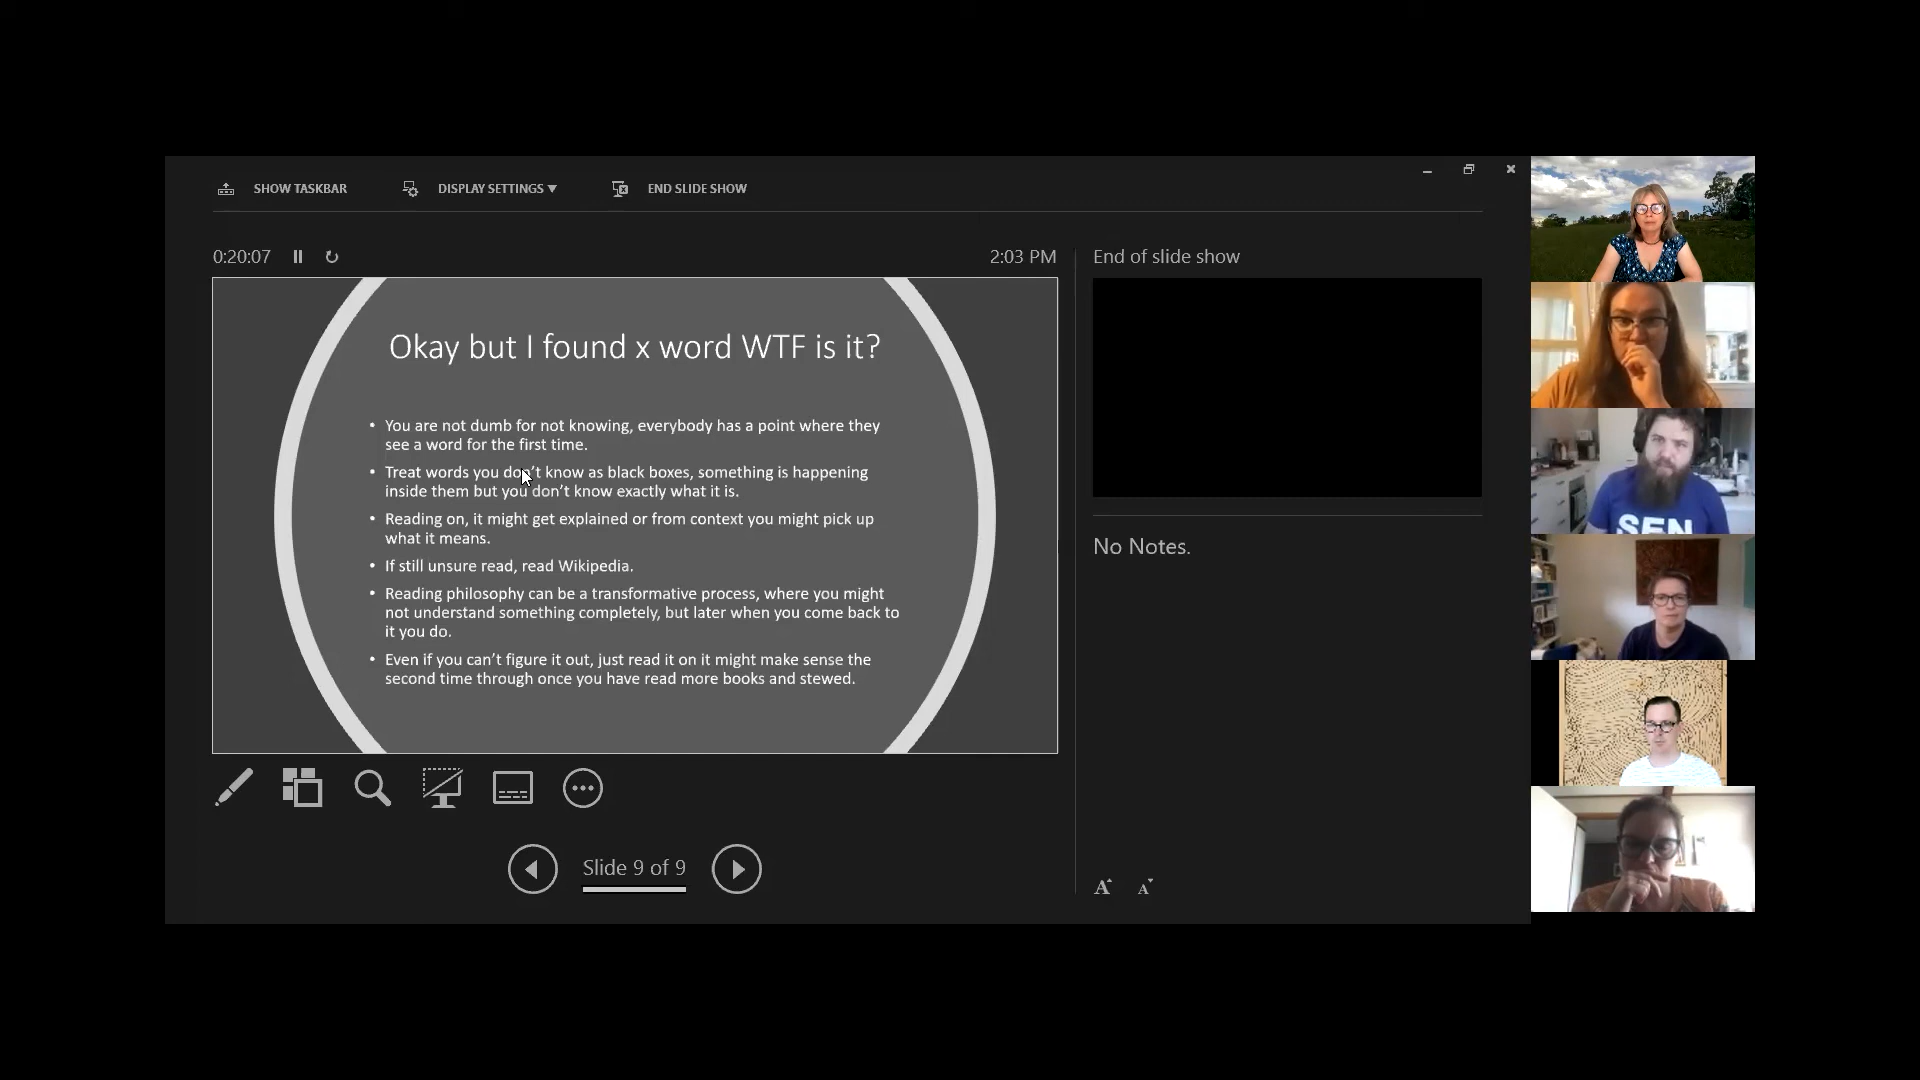 SHOW TASKBAR
DISPLAY SETTINGS ▼
END SLIDE SHOW
0:20:07
2:03 PM
Okay but I found x word WTF is it?
• You are not dumb for not knowing, everybody has a point where they
see a word for the first time.
• Treat words you don't know as black boxes, something is happening
inside them but you don't know exactly what it is.
• Reading on, it might get explained or from context you might pick up
what it means.
• If still unsure read, read Wikipedia.
• Reading philosophy can be a transformative process, where you might
not understand something completely, but later when you come back to
it you do.
• Even if you can't figure it out, just read it on it might make sense the
second time through once you have read more books and stewed.
Slide 9 of 9
End of slide show
No Notes.
A
A
SEN